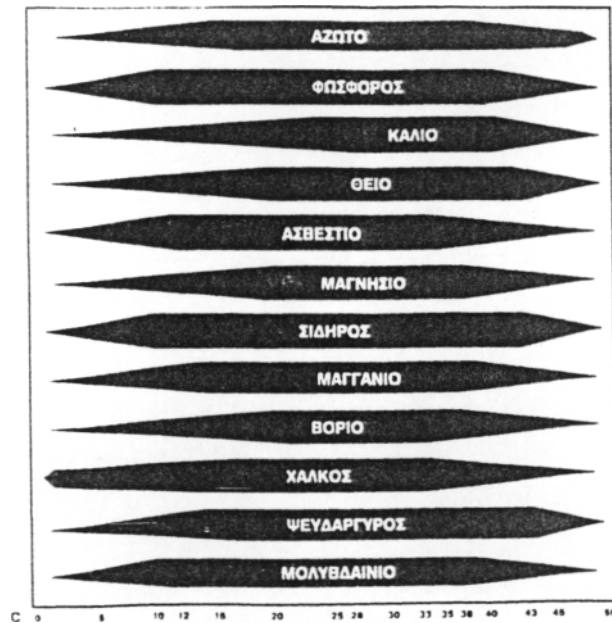 ΑΖΩΤΟ
ΦΩΣΦΟΡΟΣ
ΚΑΛΙΟ
ΘΕΙΟ
ΑΣΒΕΣΤΙΟ
ΜΑΓΝΗΣΙΟ
ΣΙΔΗΡΟΣ
ΜΑΓΓΑΝΙΟ
ΒΟΡΙΟ
ΧΑΛΚΟΣ
ΨΕΥΔΑΡΓΥΡΟΣ
ΜΟΛΥΒΔΑΙΝΙΟ
C 0 5 10 12 15 20 25 28 30 33 35 38 40 43 45 50